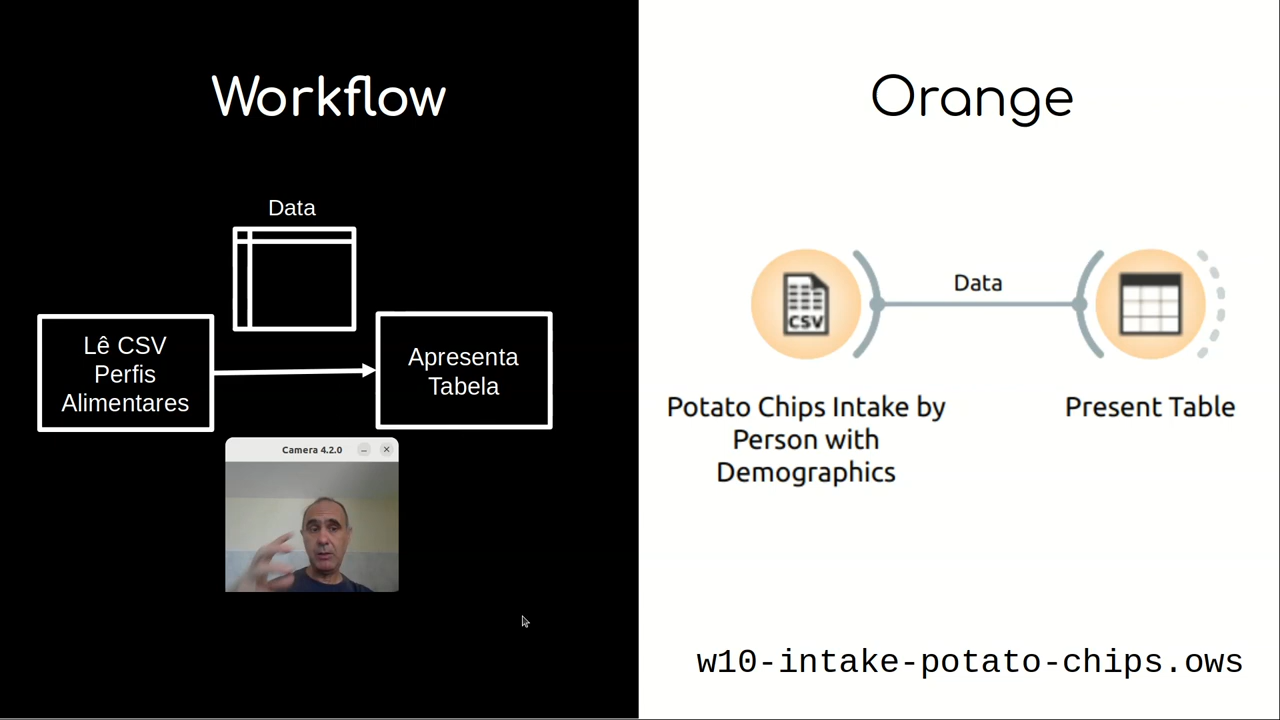 Workflow
Data
Lê CSV
Perfis
Alimentares
Apresenta
Tabela
Camera 4.2.0
Orange
CSV
Data
Potato Chips Intake by
Person with
Demographics
Present Table
w10-intake-potato-chips.ows